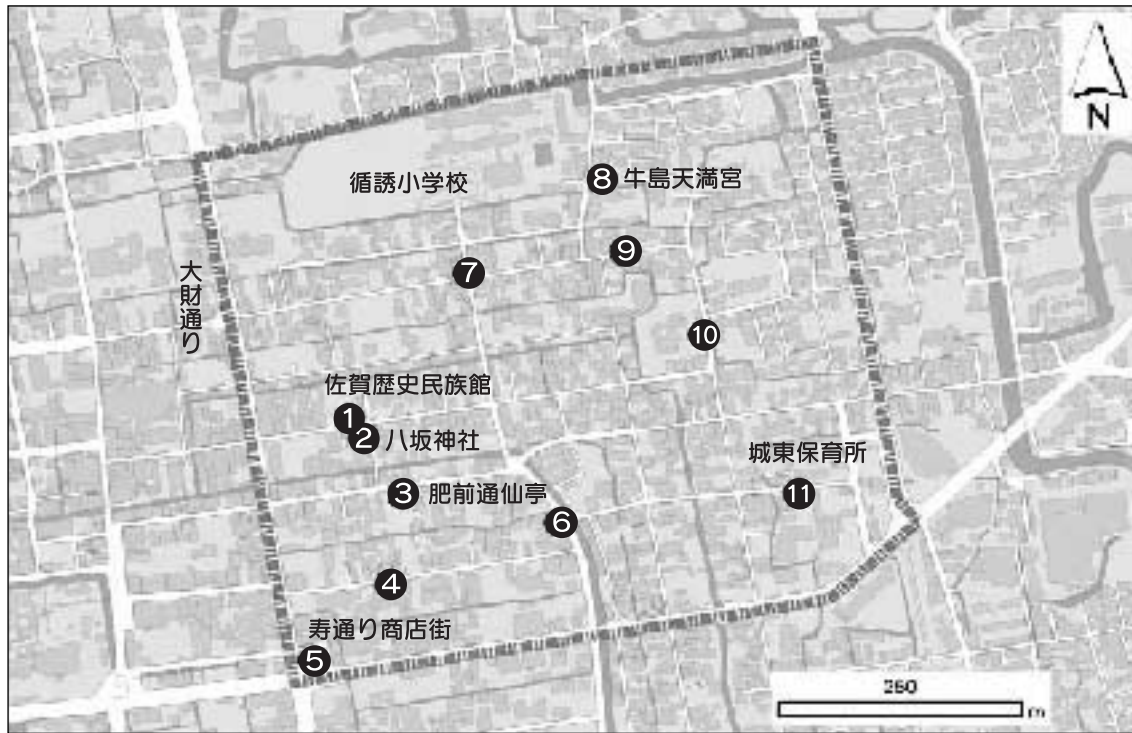 N
循誘小学校
⑧ 牛島天満宮
⑨
⑦
大財通り
⑩
佐賀歴史民族館
①
② 八坂神社
城東保育所
③ 肥前通仙亭
⑪
⑥
④
寿通り商店街
⑤
250
m